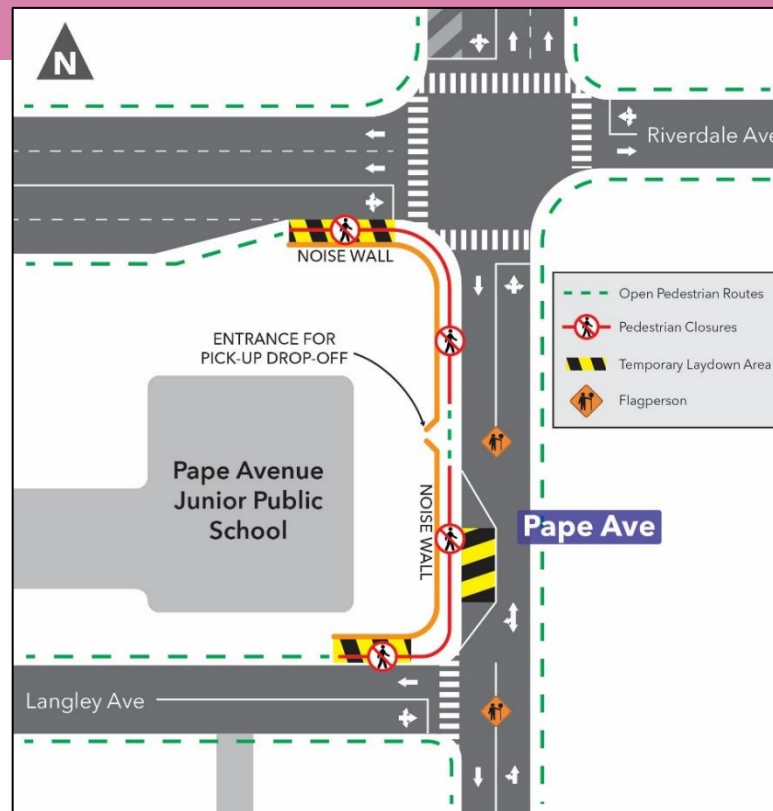 N
Riverdale Ave
NOISE WALL
Open Pedestrian Routes
Pedestrian Closures
Temporary Laydown Area
Flagperson
ENTRANCE FOR
PICK-UP DROP-OFF
Pape Avenue
Junior Public
School
NOISE WALL
Pape Ave
Langley Ave